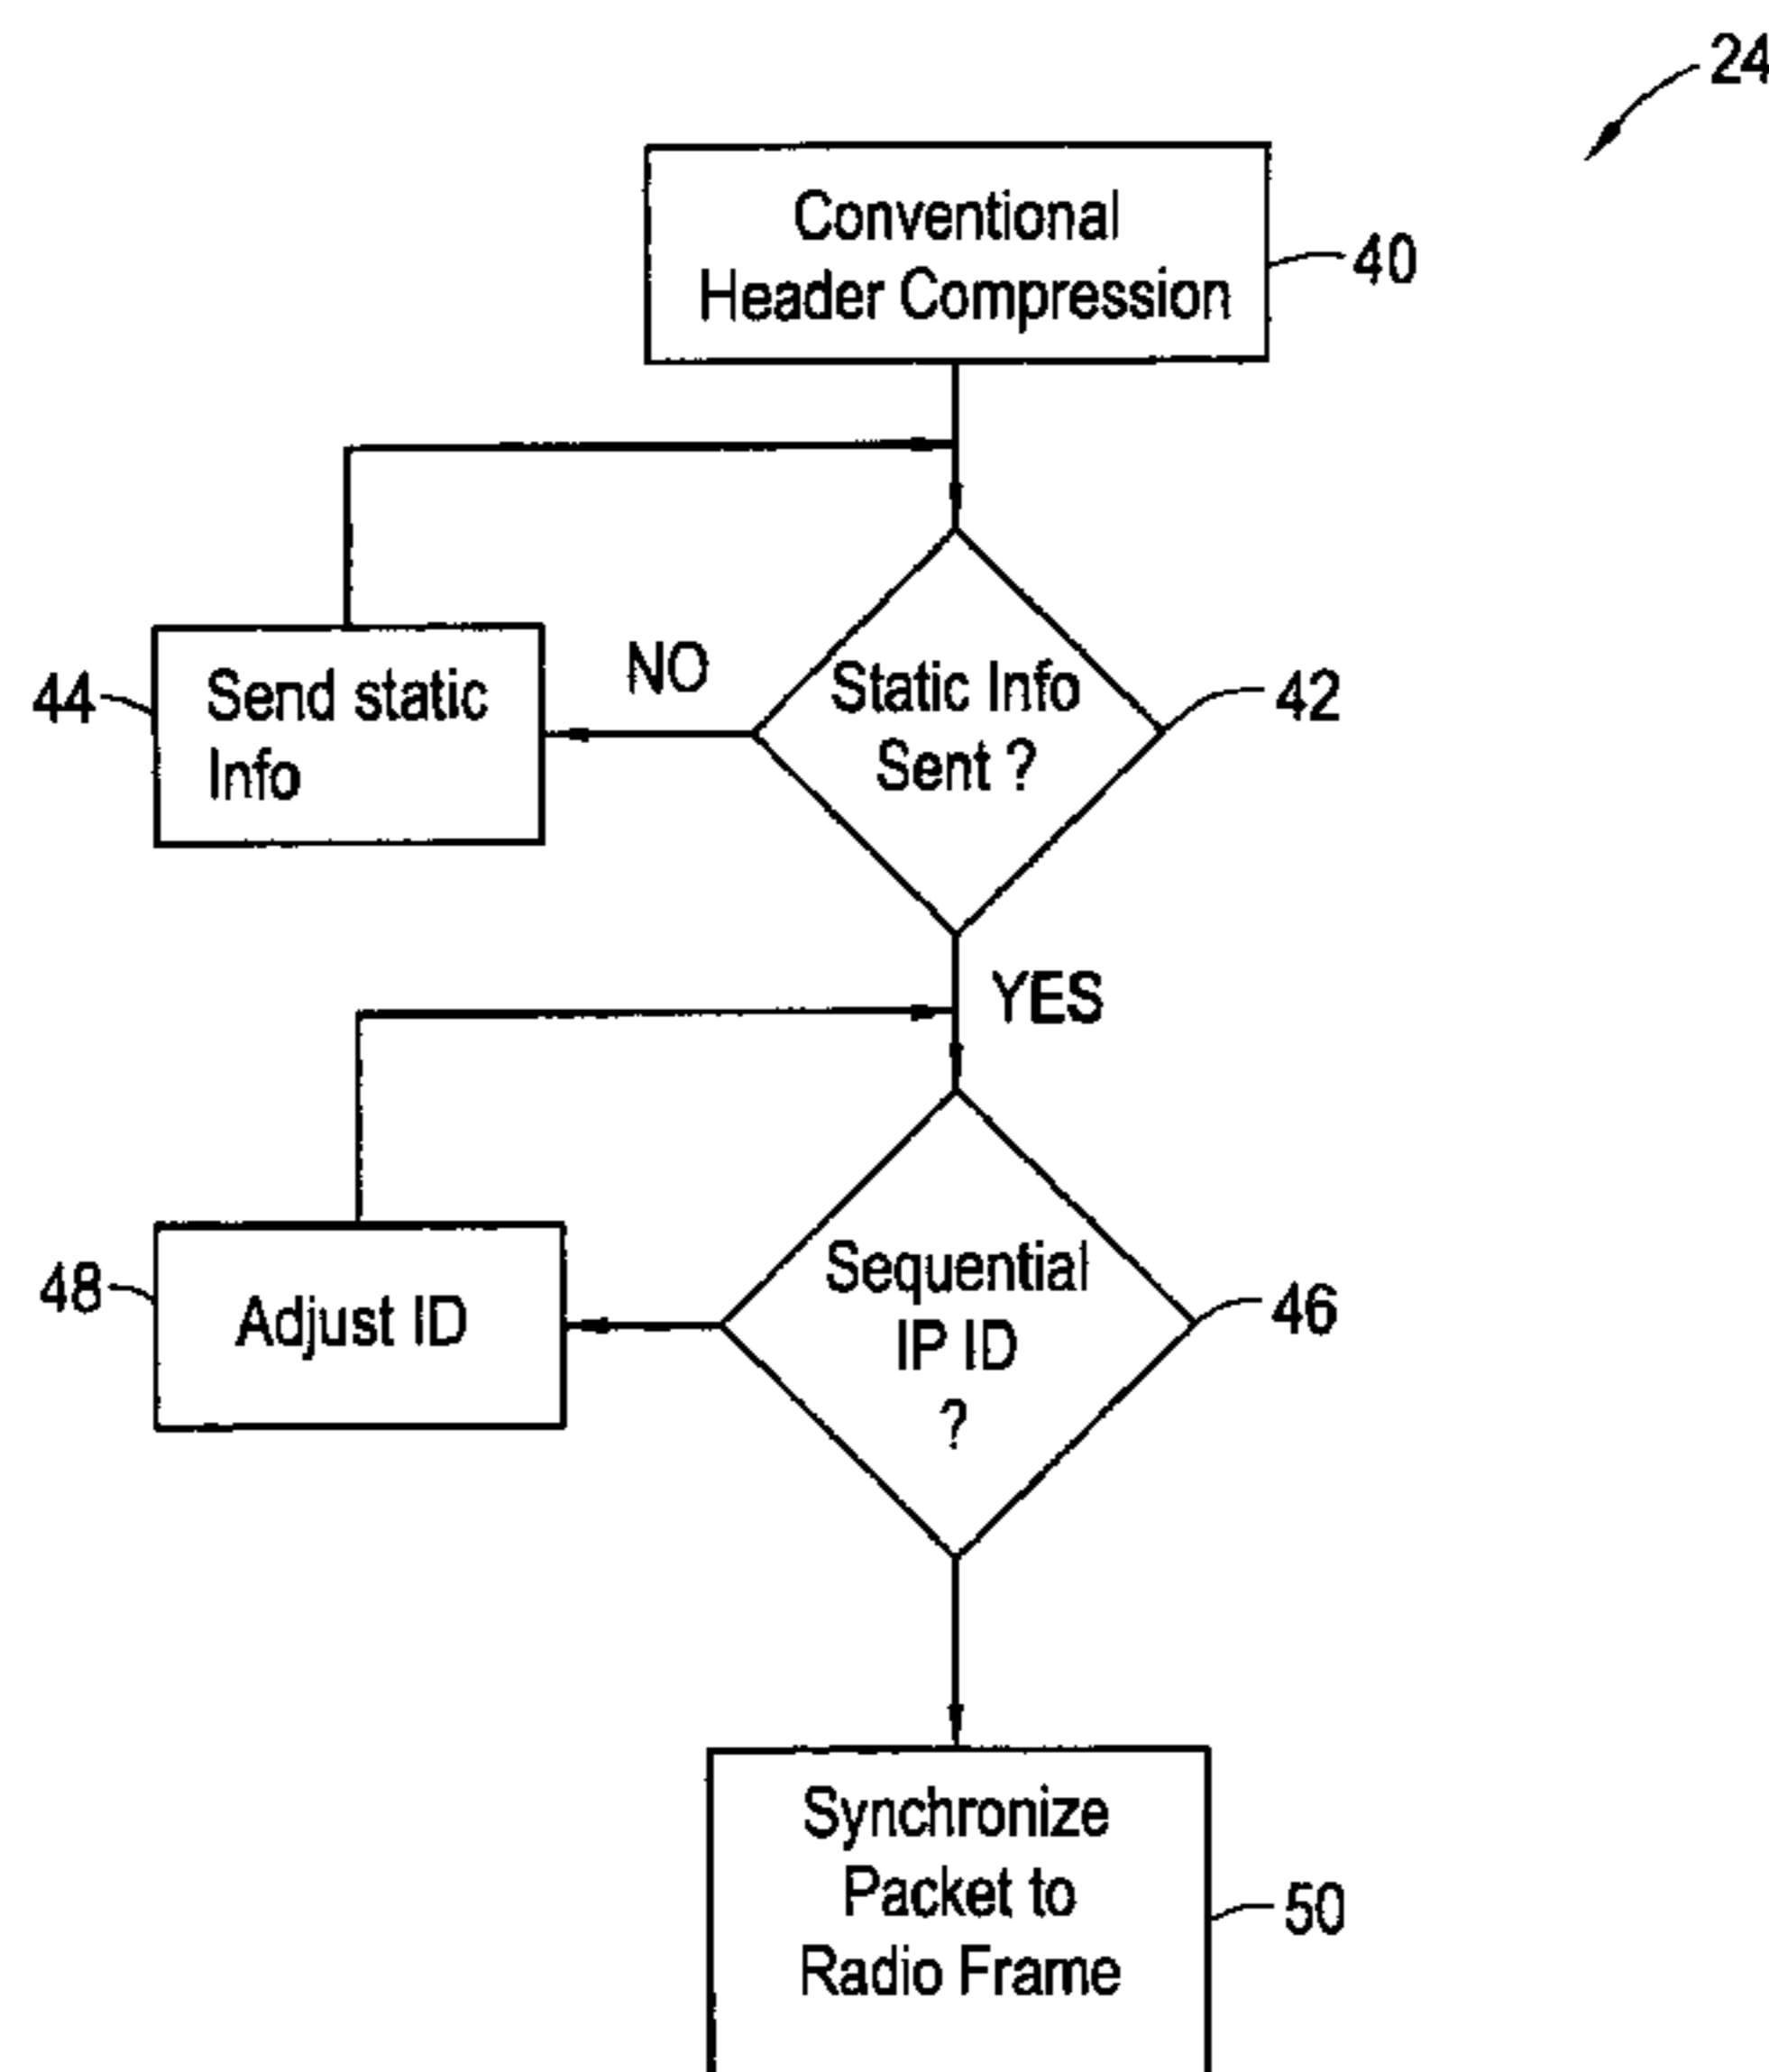 24
Conventional
Header Compression
40
44
Send static
Info
NO
Static Info
Sent ?
42
YES
48
Adjust ID
Sequential
IP ID
?
46
Synchronize
Packet to
Radio Frame
50